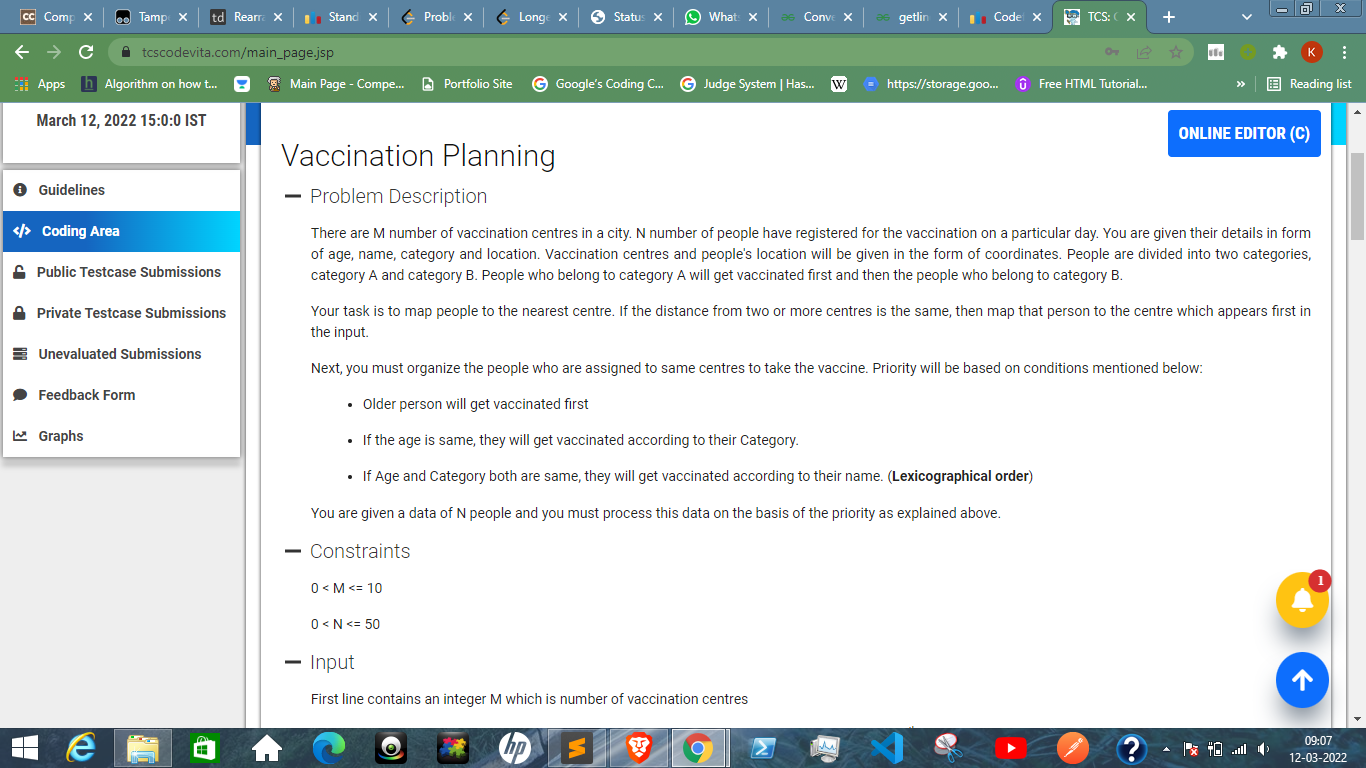 Comp
Tamp
td Rearra
Stand
Proble
Longe
Status
Whats
Conve
getlin
Codef
TCS: C
tcscodevita.com/main_page.jsp
K
Apps
h Algorithm on how t...
Main Page - Compe...
Portfolio Site
Google's Coding C...
Judge System | Has...
W
https://storage.goo...
Free HTML Tutorial...
»
Reading list
March 12, 2022 15:0:0 IST
Guidelines
Coding Area
Public Testcase Submissions
Private Testcase Submissions
Unevaluated Submissions
Feedback Form
Graphs
ONLINE EDITOR (C)
Vaccination Planning
Problem Description
There are M number of vaccination centres in a city. N number of people have registered for the vaccination on a particular day. You are given their details in form
of age, name, category and location. Vaccination centres and people's location will be given in the form of coordinates. People are divided into two categories,
category A and category B. People who belong to category A will get vaccinated first and then the people who belong to category B.
Your task is to map people to the nearest centre. If the distance from two or more centres is the same, then map that person to the centre which appears first in
the input.
Next, you must organize the people who are assigned to same centres to take the vaccine. Priority will be based on conditions mentioned below:
• Older person will get vaccinated first
• If the age is same, they will get vaccinated according to their Category.
• If Age and Category both are same, they will get vaccinated according to their name. (Lexicographical order)
You are given a data of N people and you must process this data on the basis of the priority as explained above.
Constraints
0 < M <= 10
0 < N <= 50
Input
First line contains an integer M which is number of vaccination centres
1
hp
09:07
12-03-2022